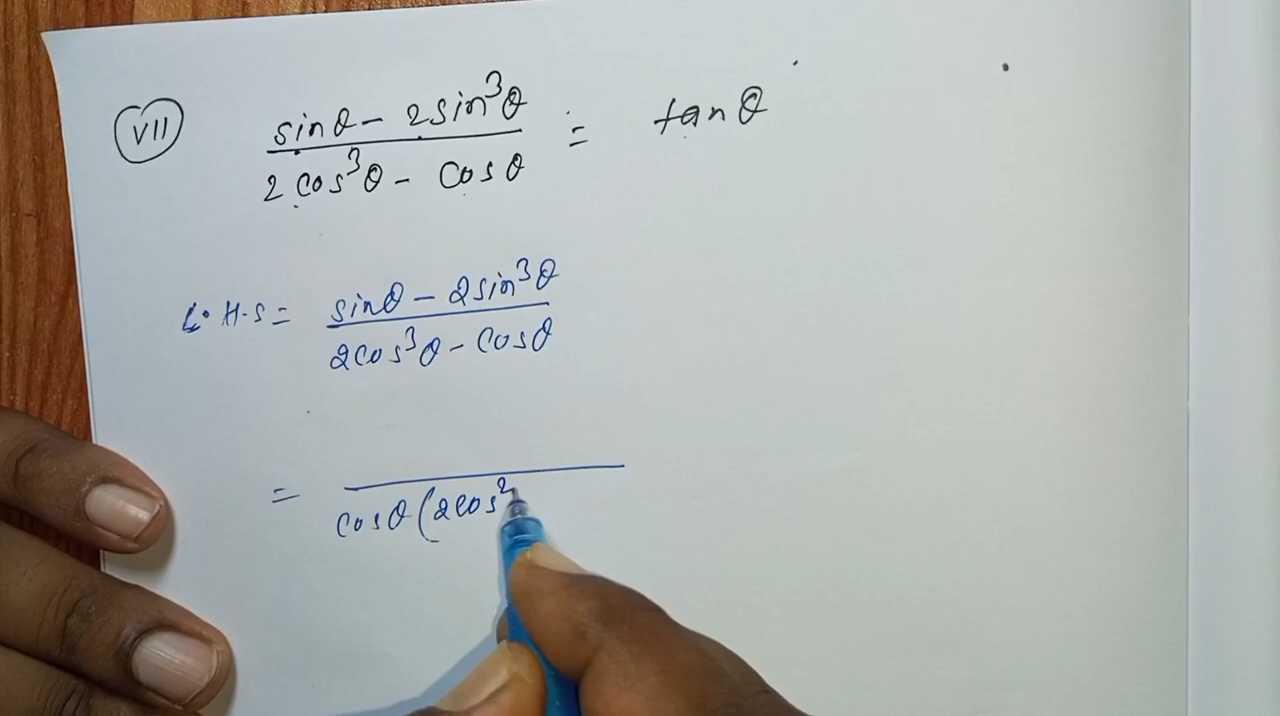 VII sinθ - 2sin³θ / 2cos³θ - cosθ = tanθ
L.H.S = sinθ - 2sin³θ / 2cos³θ - cosθ
= / cosθ(2cos²